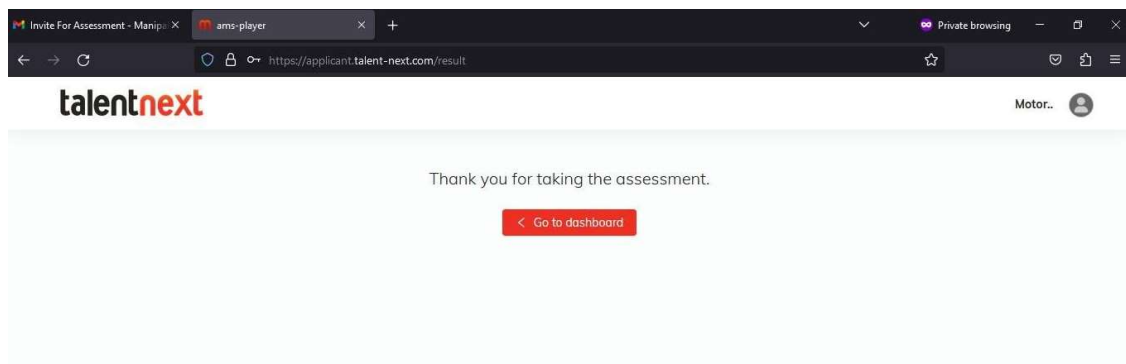 Invite For Assessment - Manipa
ams-player
Private browsing
https://applicant.talent-next.com/result
talentnext
Motor..
Thank you for taking the assessment.
< Go to dashboard